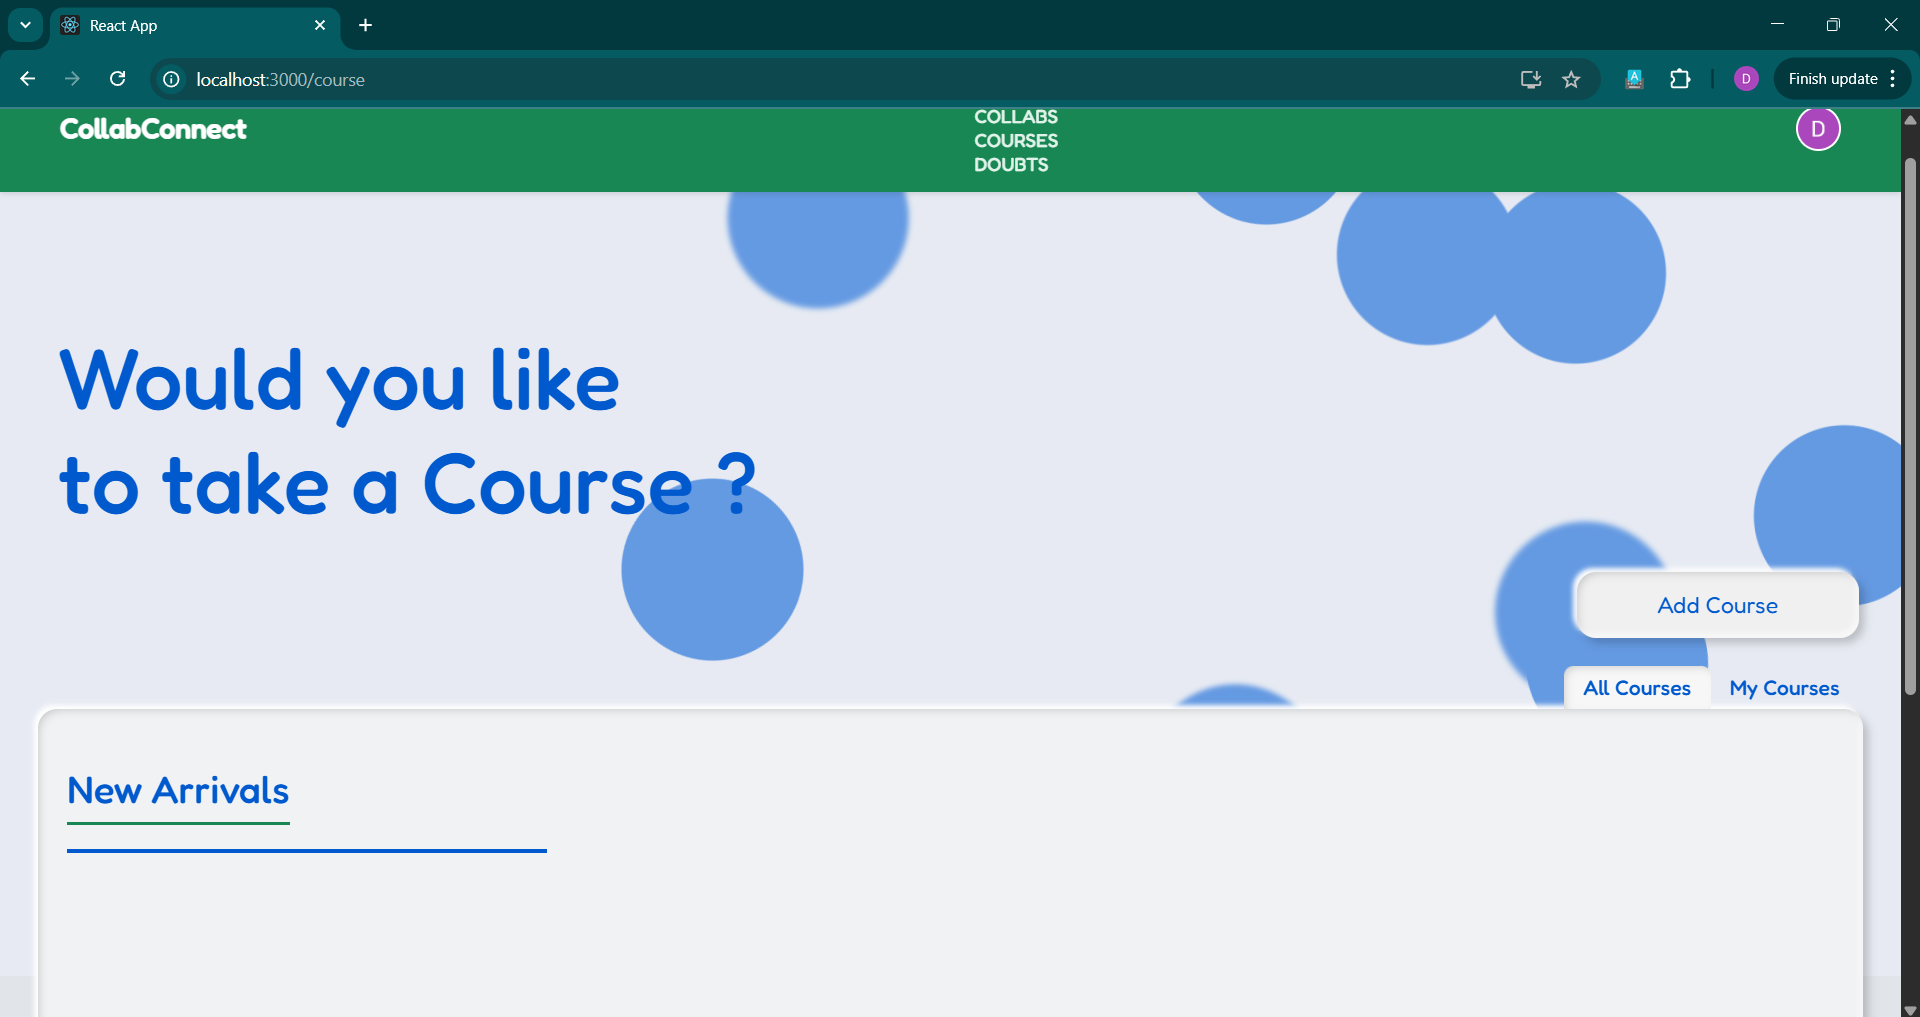 React App
localhost:3000/course
D
Finish update
CollabConnect
COLLABS
COURSES
DOUBTS
D
Would you like
to take a Course ?
Add Course
All Courses
My Courses
New Arrivals